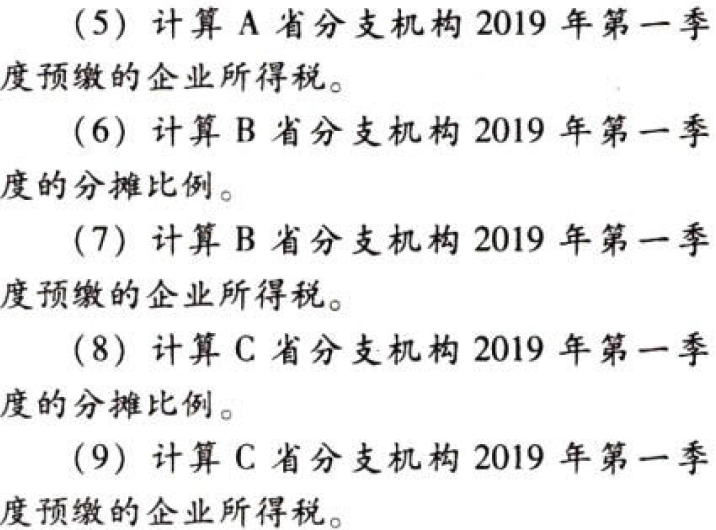 (5) 计算 A 省分支机构 2019 年第一季
度预缴的企业所得税。
(6) 计算 B 省分支机构 2019 年第一季
度的分摊比例。
(7) 计算 B 省分支机构 2019 年第一季
度预缴的企业所得税。
(8) 计算 C 省分支机构 2019 年第一季
度的分摊比例。
(9) 计算 C 省分支机构 2019 年第一季
度预缴的企业所得税。